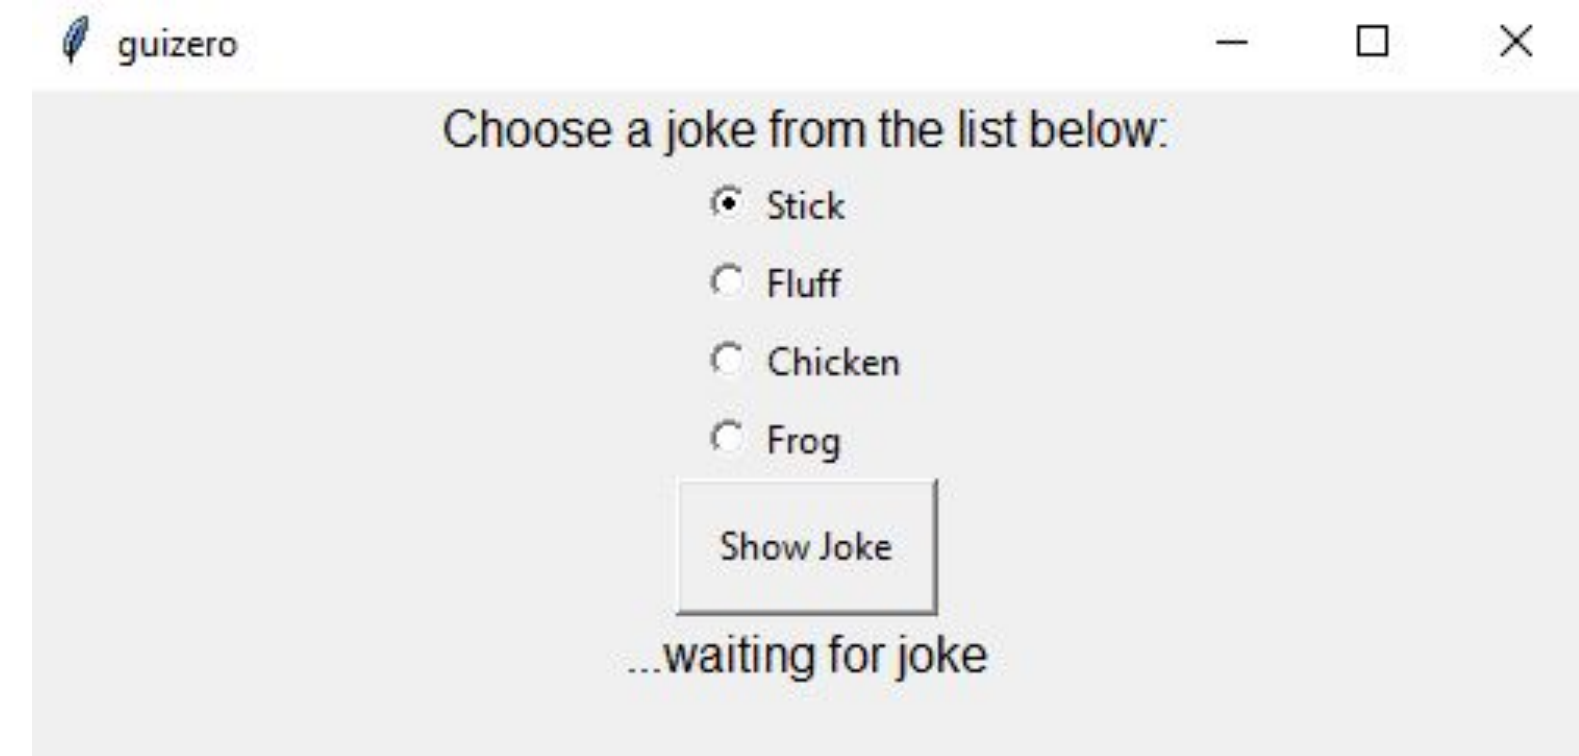 guizero
Choose a joke from the list below:
Stick
Fluff
Chicken
Frog
Show Joke
...waiting for joke